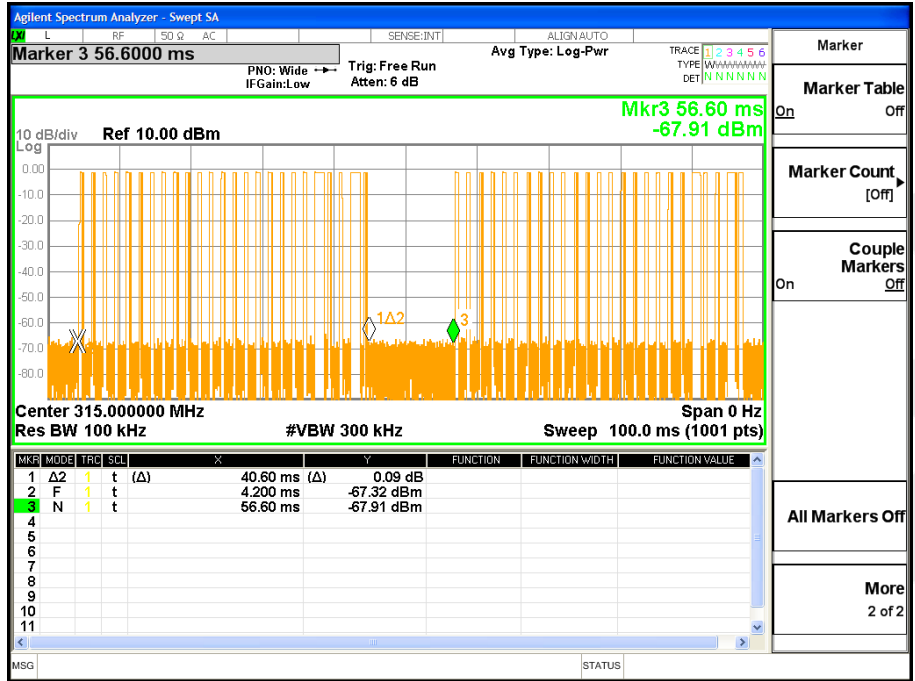 Agilent Spectrum Analyzer - Swept SA
LXI L RF 50 Ω AC SENSE:INT ALIGN AUTO
Marker 3 56.6000 ms
PNO: Wide
IFGain:Low
Trig: Free Run
Atten: 6 dB
Avg Type: Log-Pwr
TRACE 1 2 3 4 5 6
TYPE W
DET N N N N N N
Mkr3 56.60 ms
-67.91 dBm
10 dB/div Ref 10.00 dBm
Log
0.00
-10.0
-20.0
-30.0
-40.0
-50.0
-60.0
-70.0
-80.0
1Δ2
3
Center 315.000000 MHz Span 0 Hz
Res BW 100 kHz #VBW 300 kHz Sweep 100.0 ms (1001 pts)
MKR MODE TRC SCL X Y FUNCTION FUNCTION WIDTH FUNCTION VALUE
1 Δ2 1 t (Δ) 40.60 ms (Δ) 0.09 dB
2 F 1 t 4.200 ms -67.32 dBm
3 N 1 t 56.60 ms -67.91 dBm
4
5
6
7
8
9
10
11
MSG STATUS
Marker
Marker Table
On Off
Marker Count
[Off]
Couple
Markers
On Off
All Markers Off
More
2 of 2